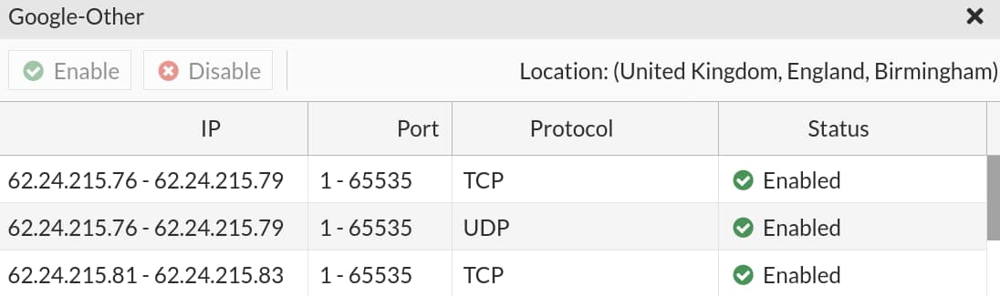 Google-Other
Enable Disable Location: (United Kingdom, England, Birmingham)
IP Port Protocol Status
62.24.215.76 - 62.24.215.79 1 - 65535 TCP Enabled
62.24.215.76 - 62.24.215.79 1 - 65535 UDP Enabled
62.24.215.81 - 62.24.215.83 1 - 65535 TCP Enabled